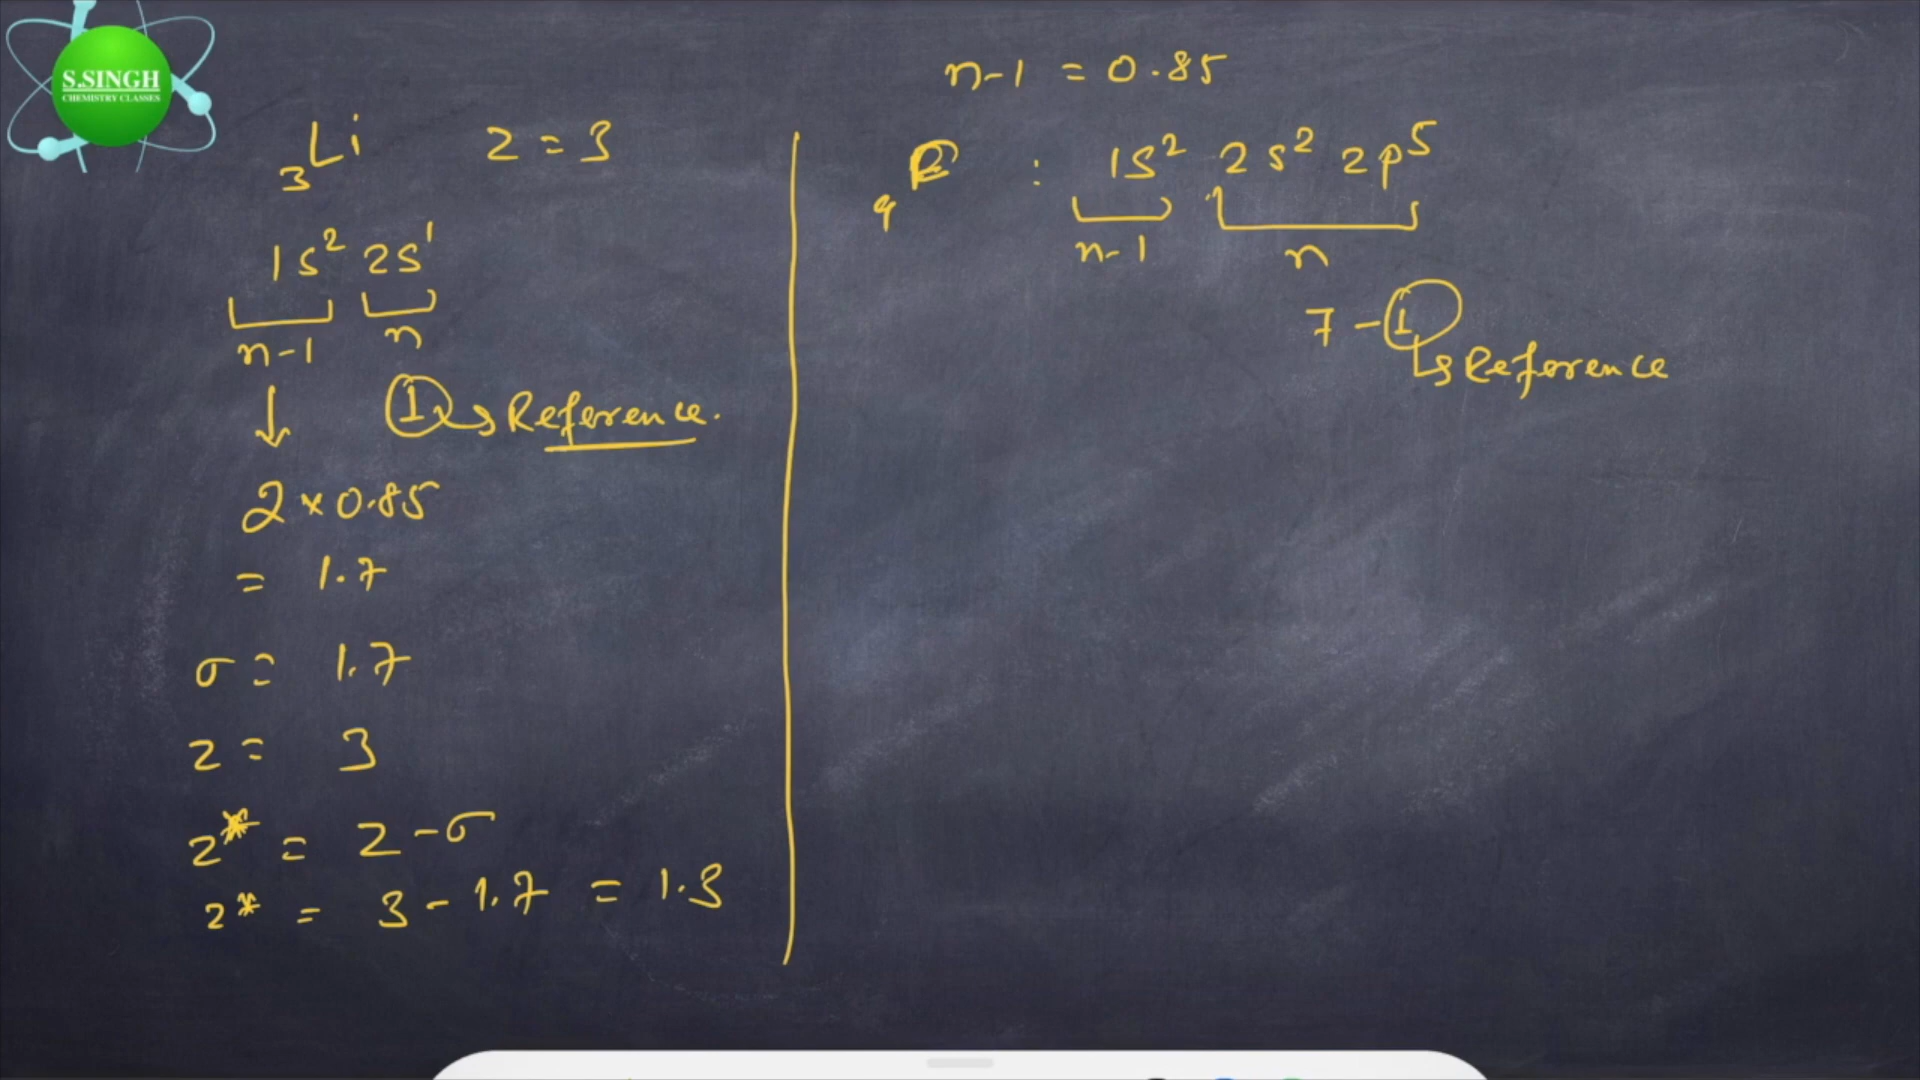 S.SINGH
CHEMISTRY CLASSES
₃Li Z = 3
1s² 2s¹
n-1 n
↓ 1 → Reference.
2 × 0.85
= 1.7
σ = 1.7
Z = 3
Z* = Z - σ
Z* = 3 - 1.7 = 1.3
n-1 = 0.85
₉F : 1s² 2s² 2p⁵
n-1 n
7 - 1
↳ Reference